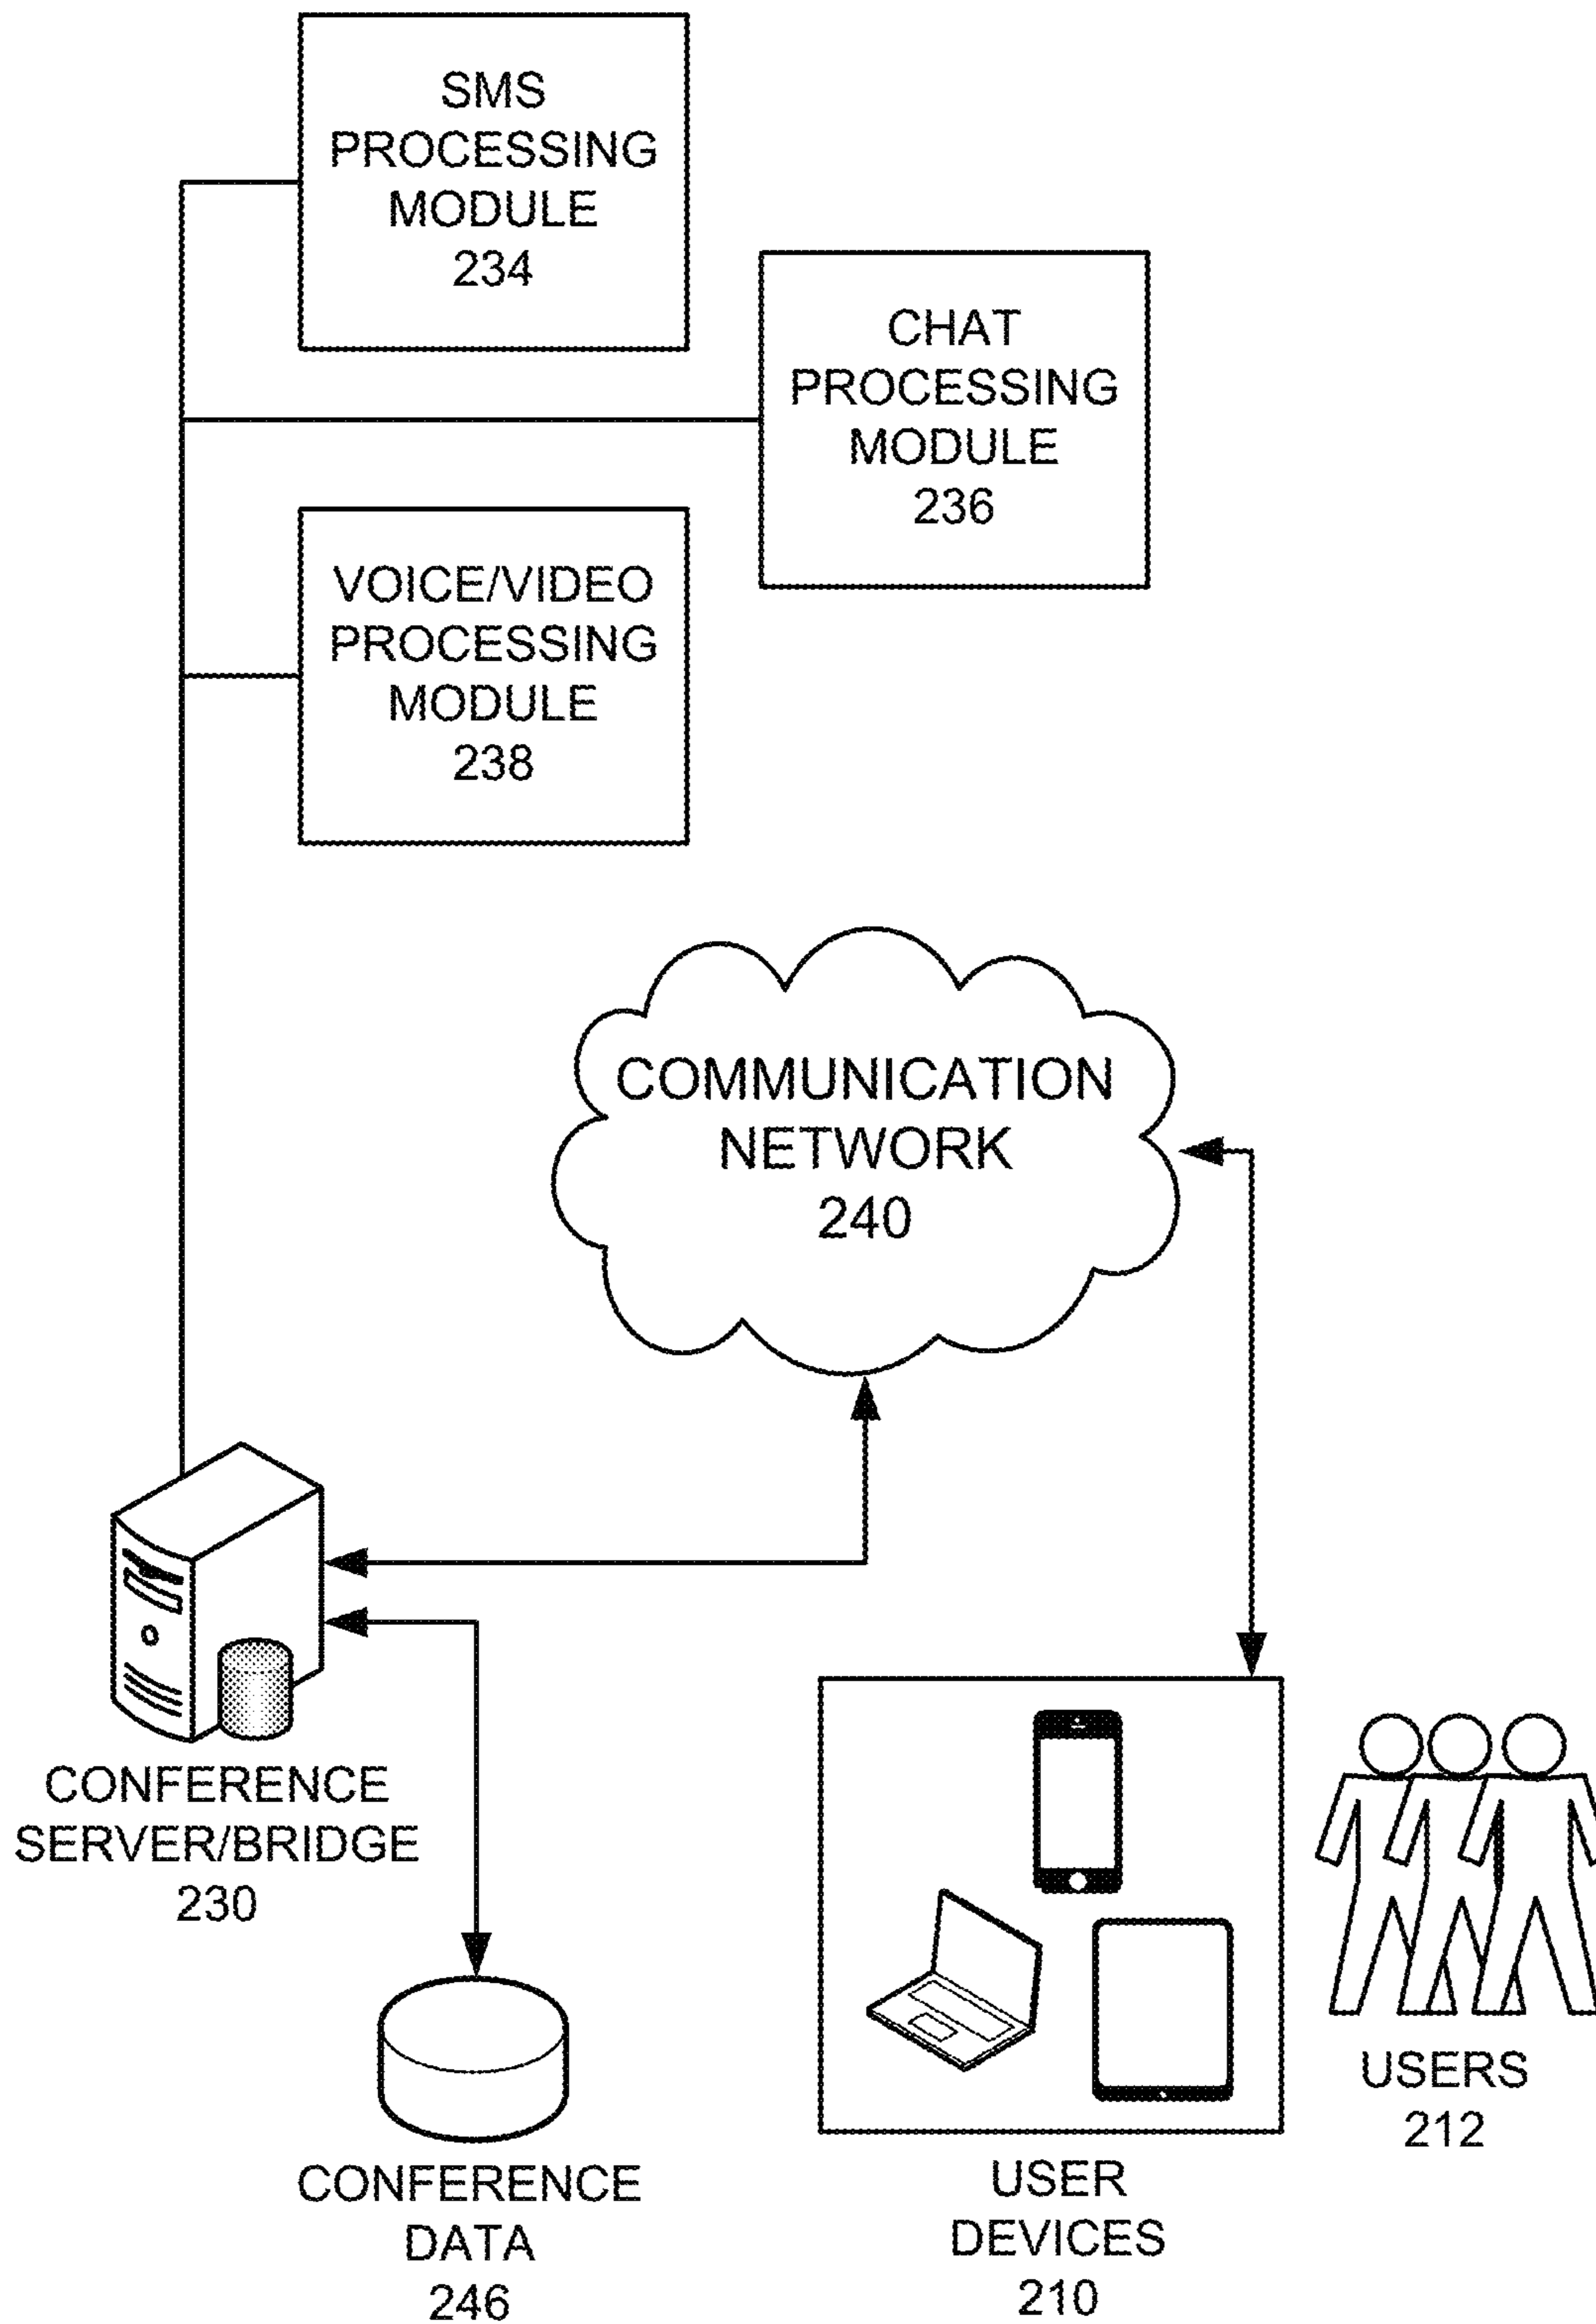 SMS
PROCESSING
MODULE
234
CHAT
PROCESSING
MODULE
236
VOICE/VIDEO
PROCESSING
MODULE
238
COMMUNICATION
NETWORK
240
CONFERENCE
SERVER/BRIDGE
230
CONFERENCE
DATA
246
USER
DEVICES
210
USERS
212